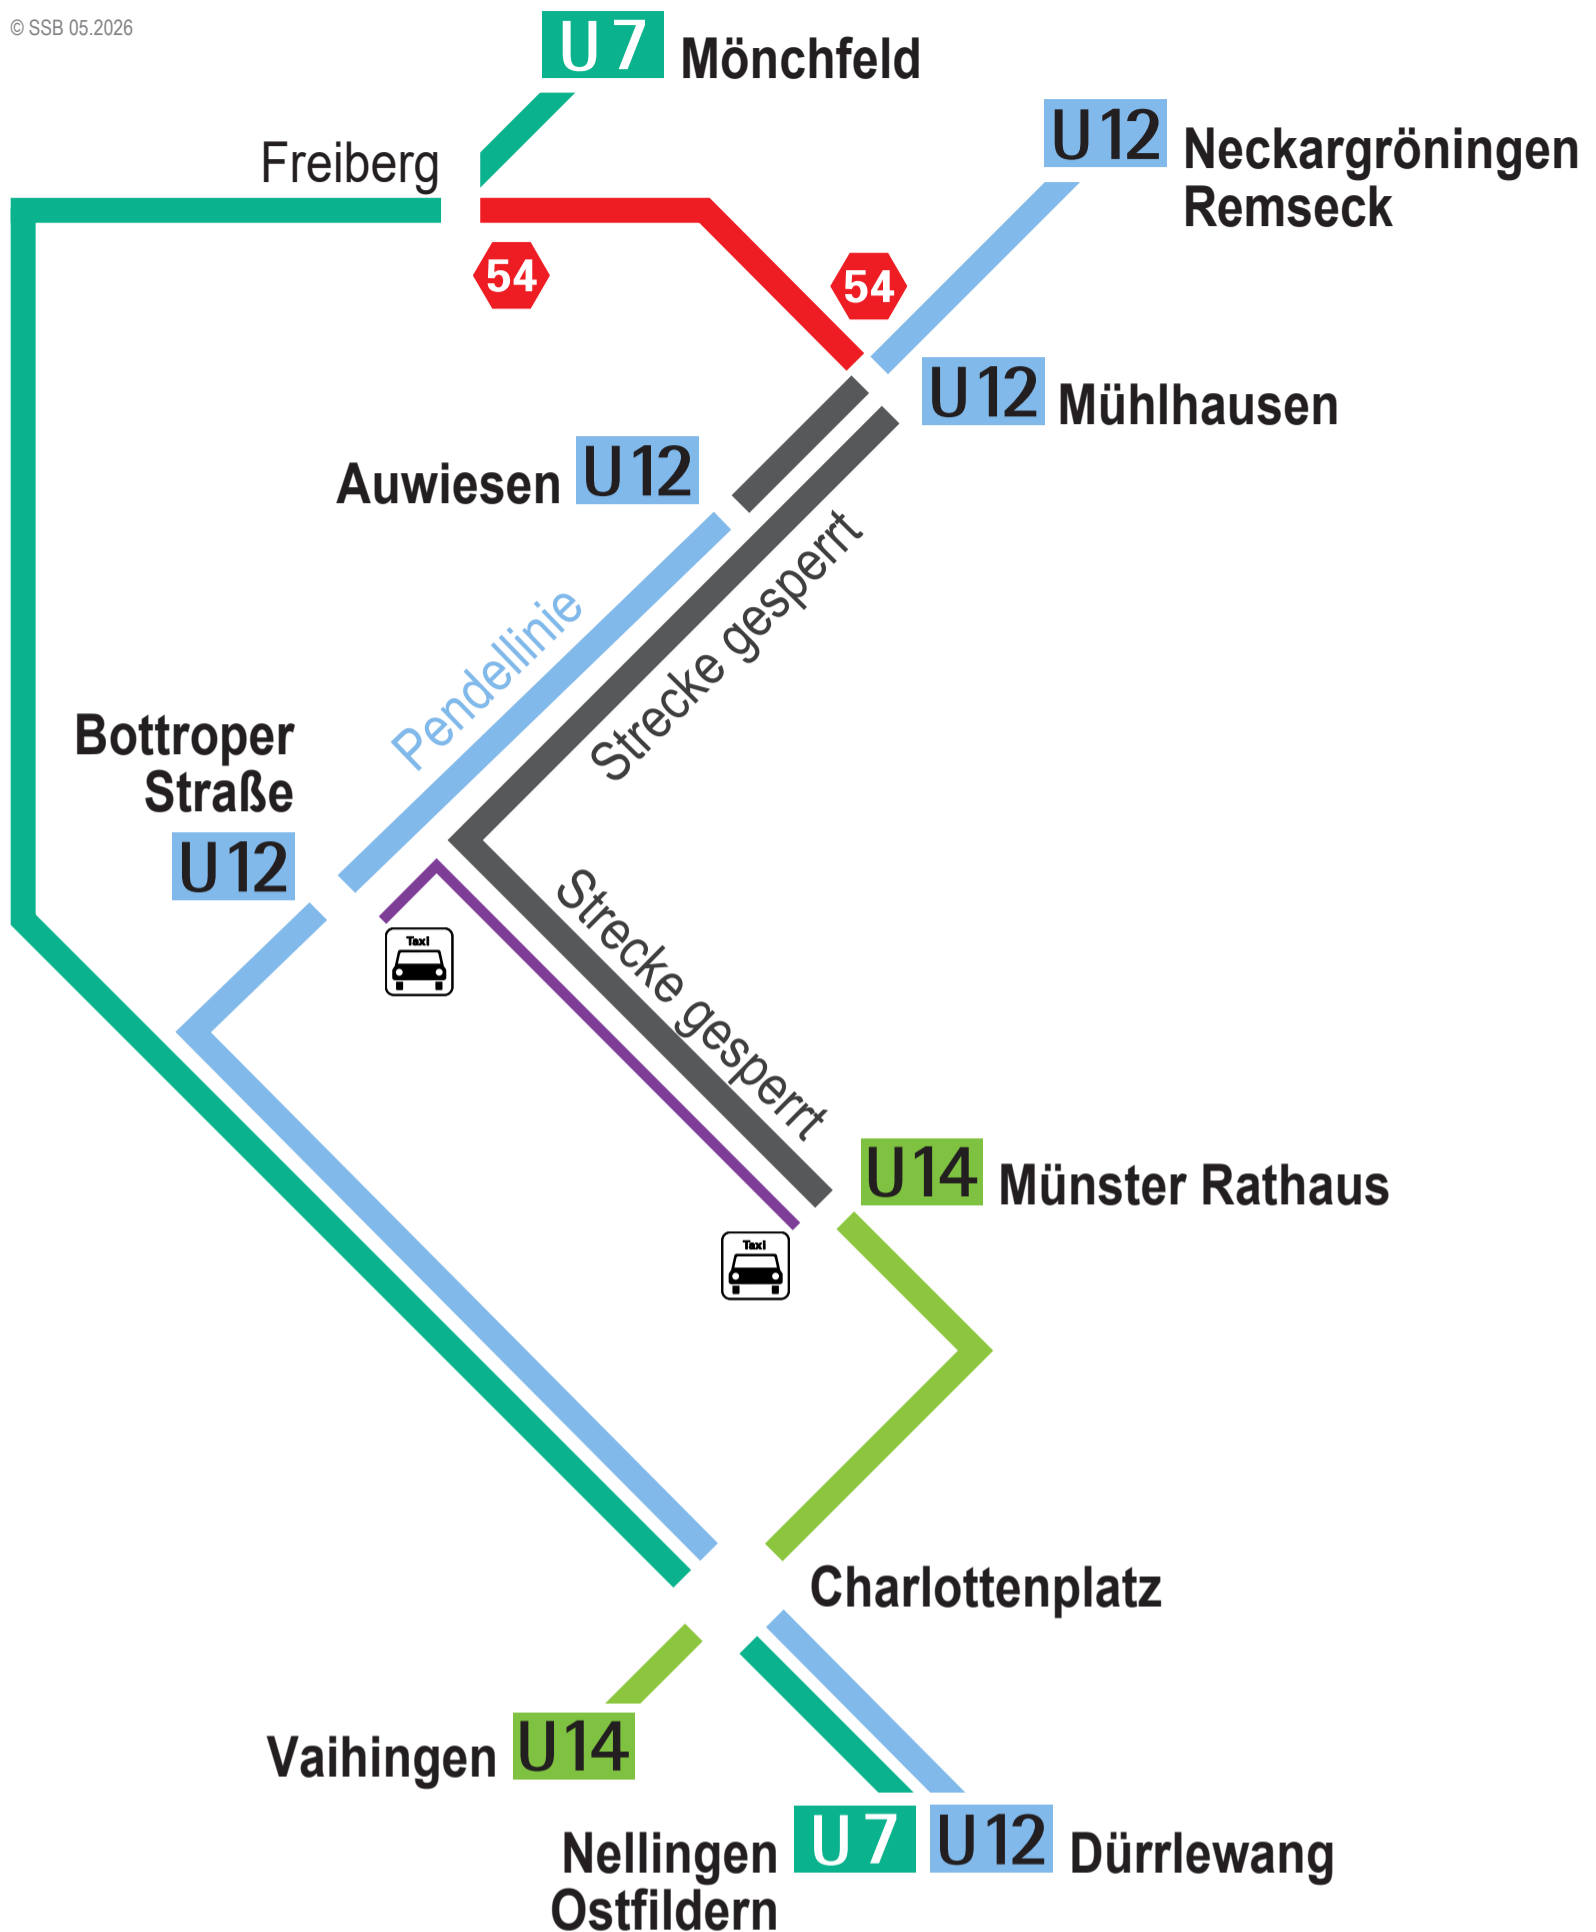 © SSB 05.2026
U7 Mönchfeld
U12 Neckargröningen
Remseck
Freiberg
54
54
U12 Mühlhausen
Auwiesen U12
Pendellinie
Strecke gesperrt
Bottroper
Straße
U12
Strecke gesperrt
Taxi
U14 Münster Rathaus
Taxi
Charlottenplatz
Vaihingen U14
Nellingen U7 U12 Dürrlewang
Ostfildern